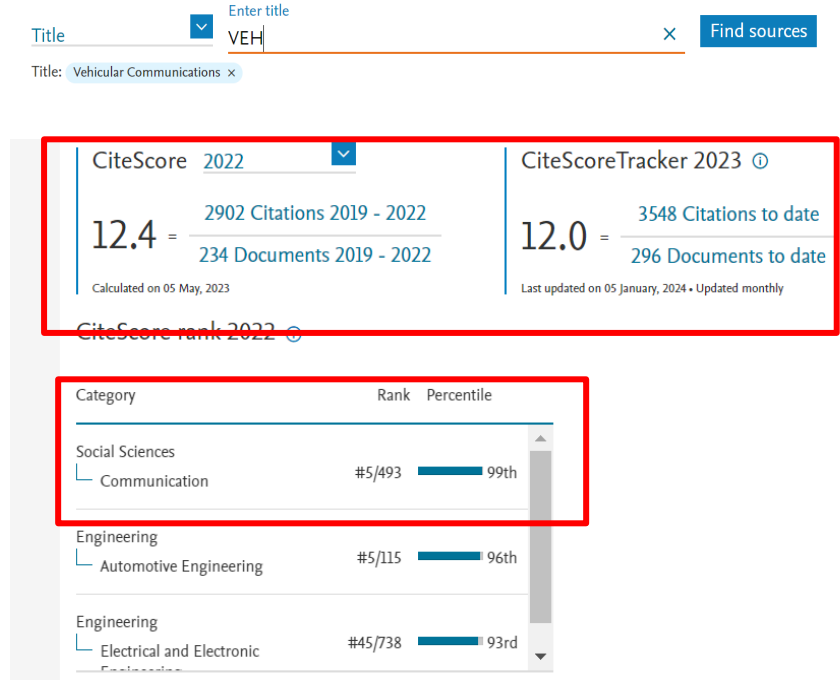 Enter title
Title
VEH
Find sources
Title: Vehicular Communications ×
CiteScore 2022
CiteScoreTracker 2023
12.4 = 2902 Citations 2019 - 2022
234 Documents 2019 - 2022
12.0 = 3548 Citations to date
296 Documents to date
Calculated on 05 May, 2023
Last updated on 05 January, 2024 • Updated monthly
CiteScore rank 2022
Category Rank Percentile
Social Sciences
Communication #5/493 99th
Engineering
Automotive Engineering #5/115 96th
Engineering
Electrical and Electronic #45/738 93rd
Engineering